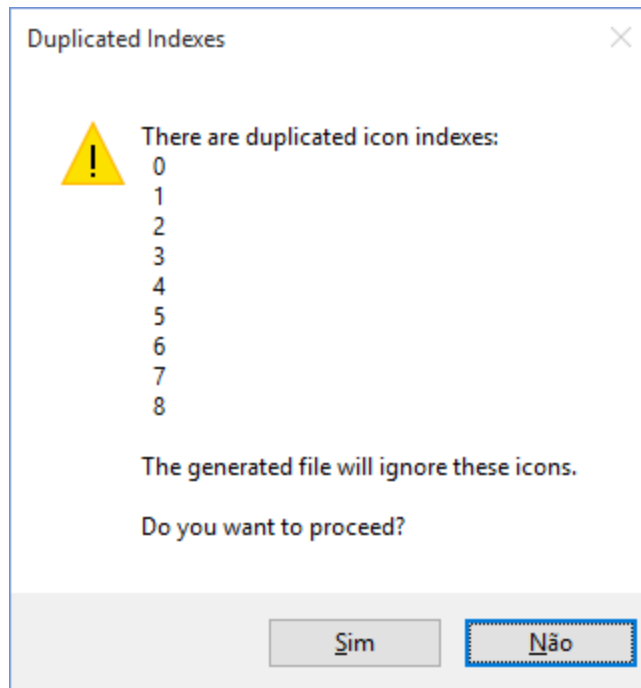 Duplicated Indexes
There are duplicated icon indexes:
0
1
2
3
4
5
6
7
8
The generated file will ignore these icons.
Do you want to proceed?
Sim
Não